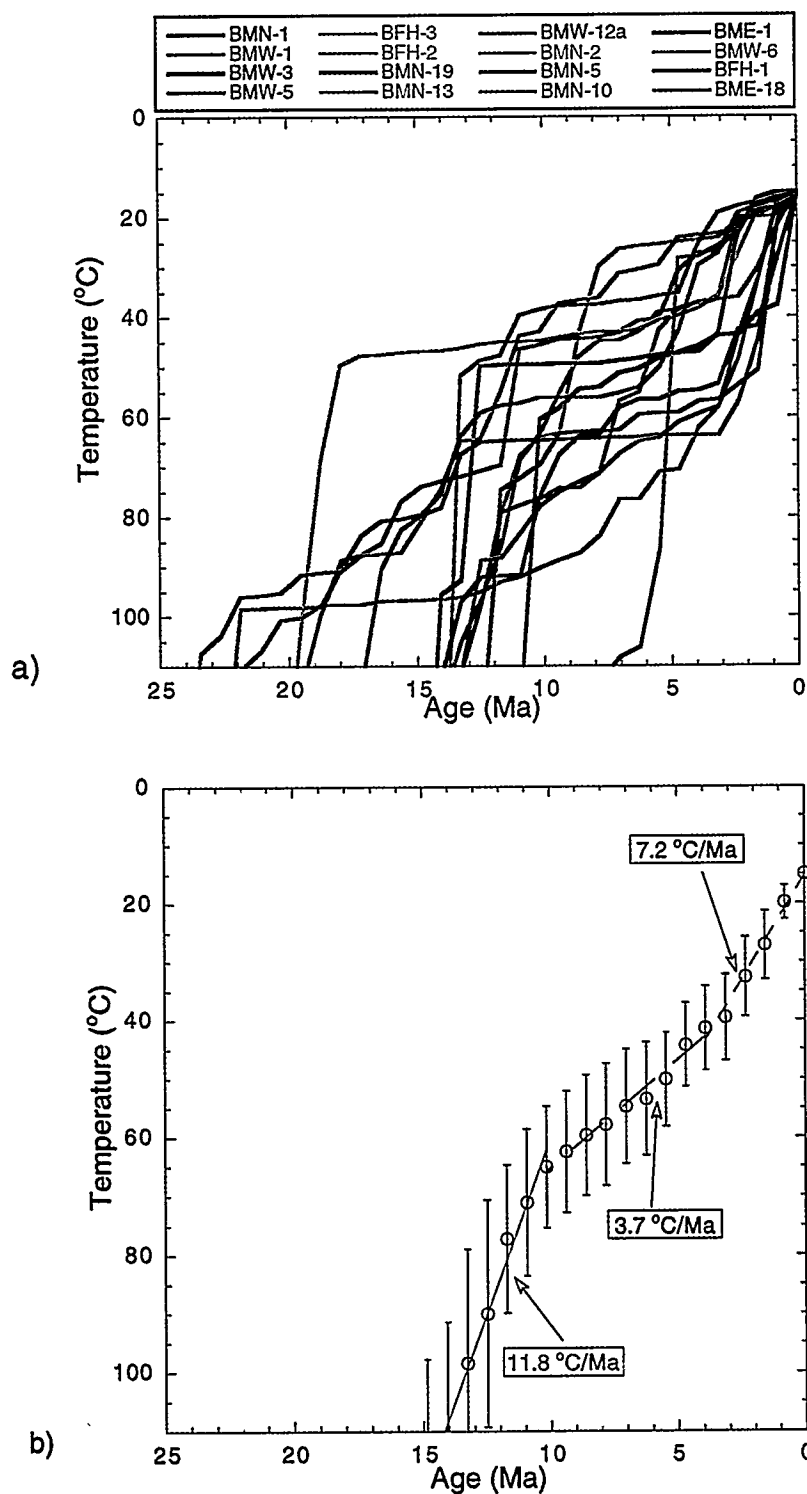 BMN-1 BFH-3 BMW-12a BME-1
BMW-1 BFH-2 BMN-2 BMW-6
BMW-3 BMN-19 BMN-5 BFH-1
BMW-5 BMN-13 BMN-10 BME-18
0
20
40
60
80
100
Temperature (°C)
25 20 15 10 5 0
Age (Ma)
a)
0
20
40
60
80
100
Temperature (°C)
7.2 °C/Ma
3.7 °C/Ma
11.8 °C/Ma
25 20 15 10 5 0
Age (Ma)
b)